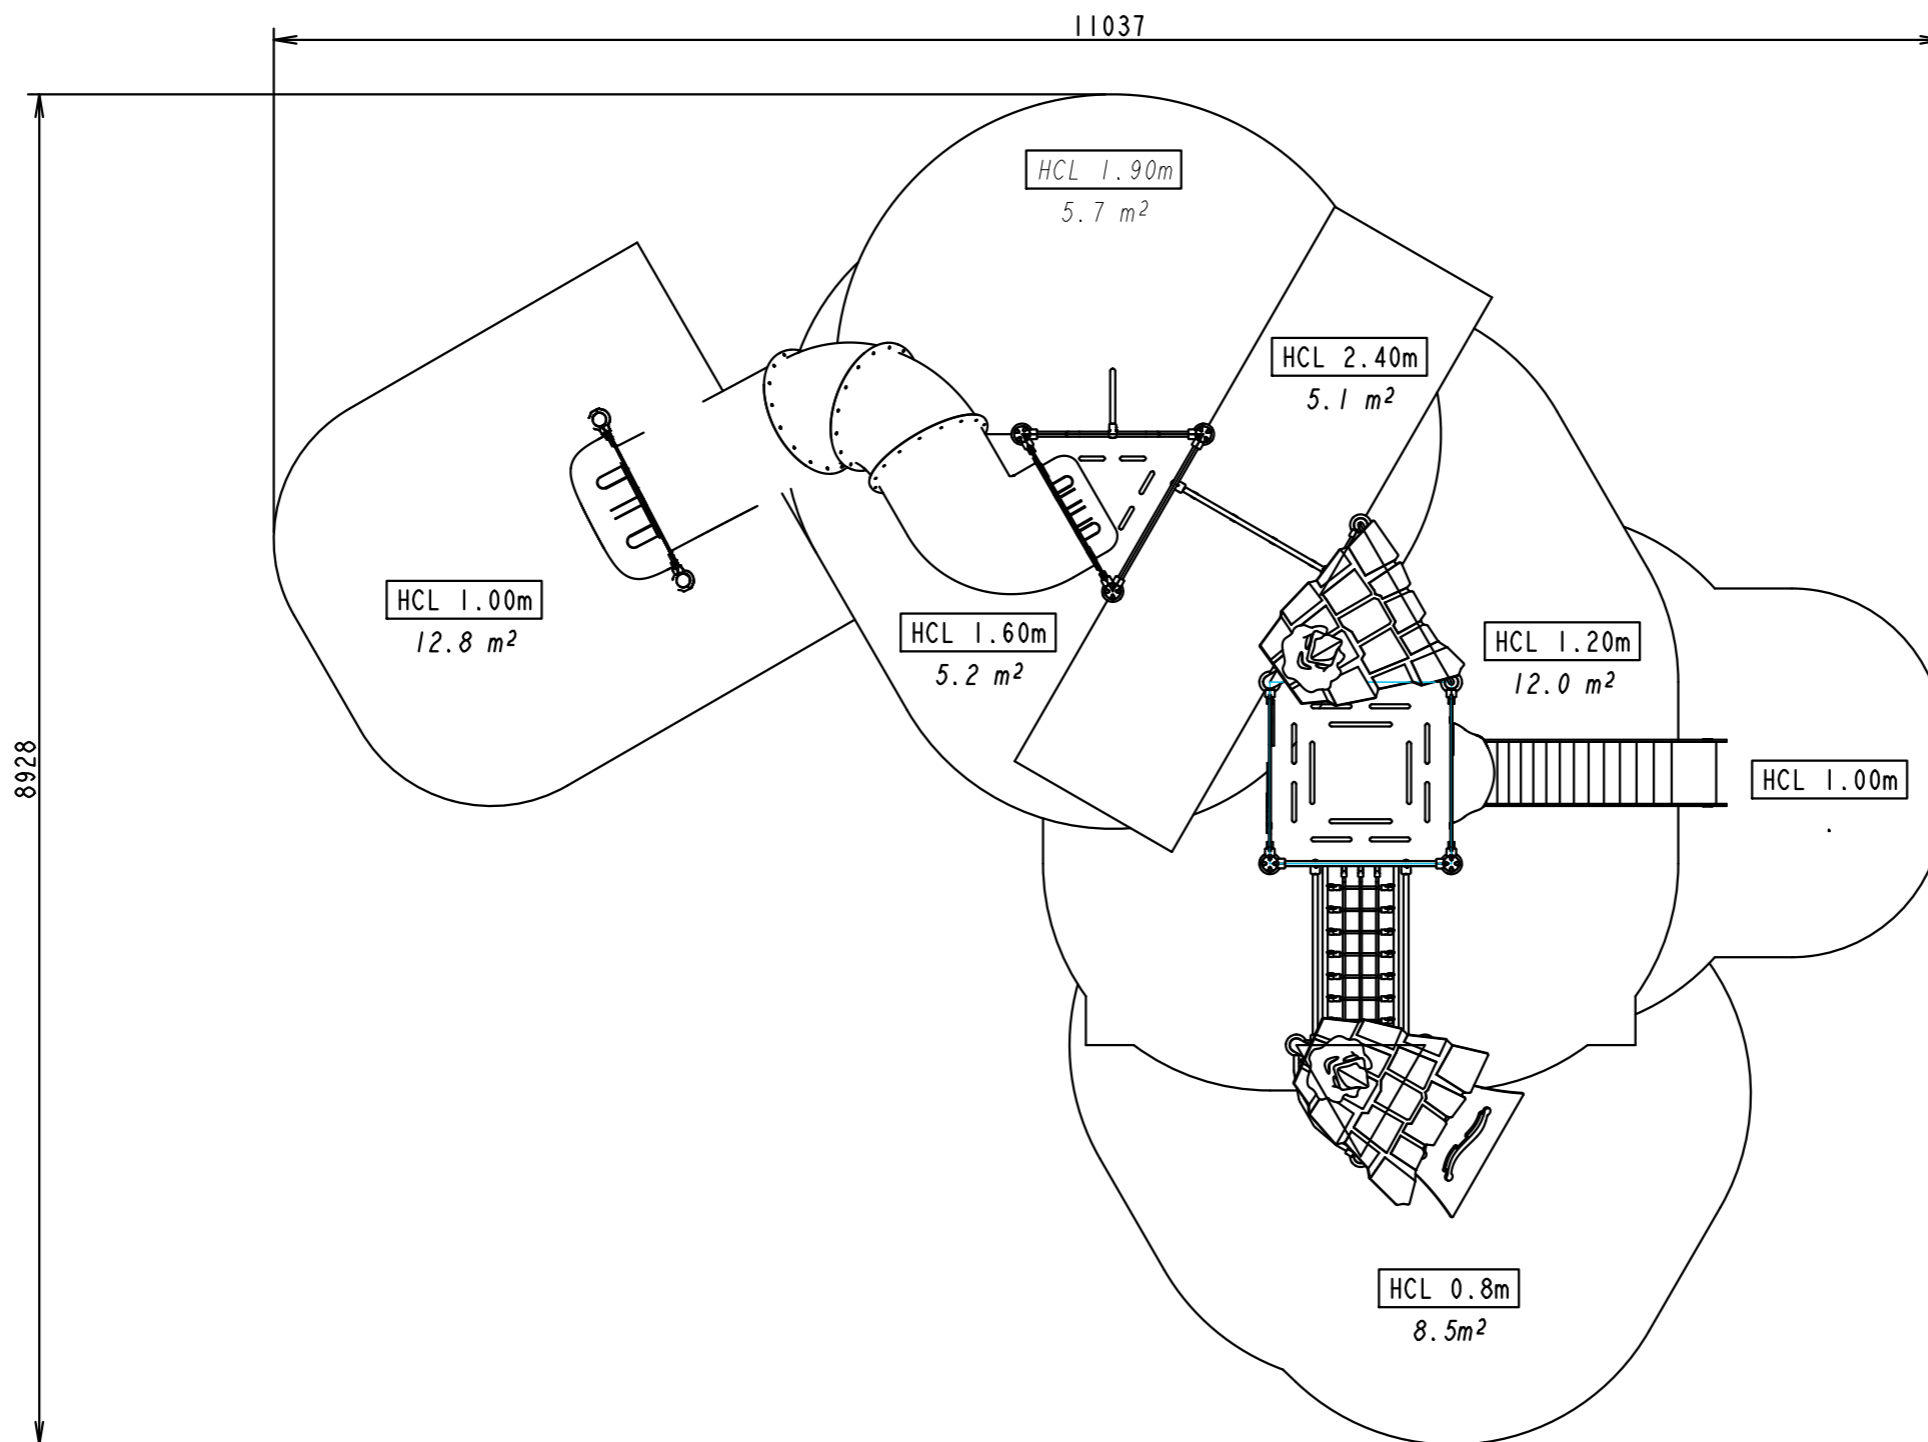 11037
HCL 1.90m
5.7 m²
HCL 2.40m
5.1 m²
HCL 1.00m
12.8 m²
HCL 1.60m
5.2 m²
HCL 1.20m
12.0 m²
8928
HCL 1.00m
HCL 0.8m
8.5m²